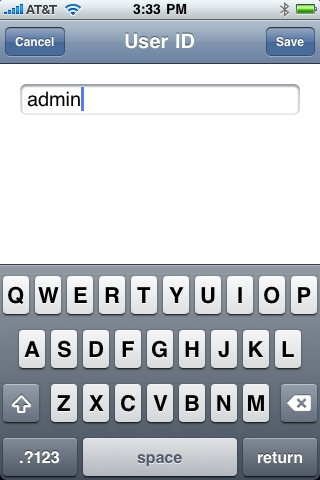 AT&T 3:33 PM
Cancel User ID Save
admin
Q W E R T Y U I O P
A S D F G H J K L
Z X C V B N M
.?123 space return